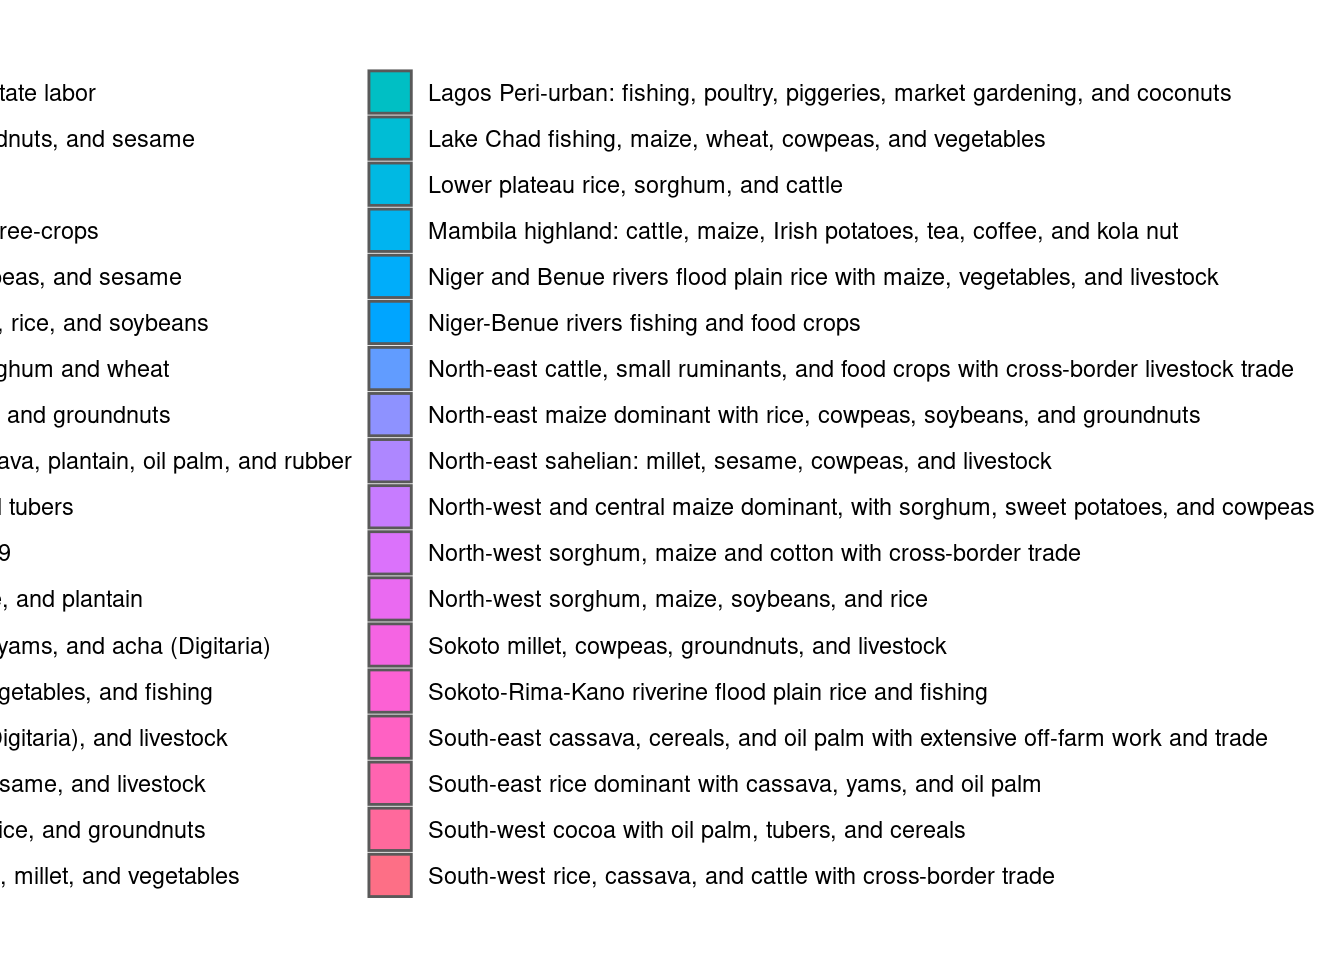 tate labor
dnuts, and sesame
ree-crops
eas, and sesame
, rice, and soybeans
ghum and wheat
and groundnuts
ava, plantain, oil palm, and rubber
tubers
9
, and plantain
yams, and acha (Digitaria)
getables, and fishing
igitaria), and livestock
same, and livestock
ice, and groundnuts
, millet, and vegetables
Lagos Peri-urban: fishing, poultry, piggeries, market gardening, and coconuts
Lake Chad fishing, maize, wheat, cowpeas, and vegetables
Lower plateau rice, sorghum, and cattle
Mambila highland: cattle, maize, Irish potatoes, tea, coffee, and kola nut
Niger and Benue rivers flood plain rice with maize, vegetables, and livestock
Niger-Benue rivers fishing and food crops
North-east cattle, small ruminants, and food crops with cross-border livestock trade
North-east maize dominant with rice, cowpeas, soybeans, and groundnuts
North-east sahelian: millet, sesame, cowpeas, and livestock
North-west and central maize dominant, with sorghum, sweet potatoes, and cowpeas
North-west sorghum, maize and cotton with cross-border trade
North-west sorghum, maize, soybeans, and rice
Sokoto millet, cowpeas, groundnuts, and livestock
Sokoto-Rima-Kano riverine flood plain rice and fishing
South-east cassava, cereals, and oil palm with extensive off-farm work and trade
South-east rice dominant with cassava, yams, and oil palm
South-west cocoa with oil palm, tubers, and cereals
South-west rice, cassava, and cattle with cross-border trade